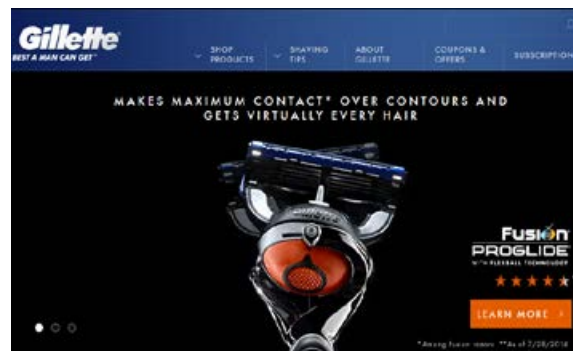 Gillette
BEST A MAN CAN GET™
SHOP
PRODUCTS
SHAVING
TIPS
ABOUT
GILLETTE
COUPONS &
OFFERS
SUBSCRIPTION
MAKES MAXIMUM CONTACT* OVER CONTOURS AND
GETS VIRTUALLY EVERY HAIR
Gillette
FUSION
PROGLIDE
WITH FLEXBALL TECHNOLOGY
LEARN MORE >
*Among Fusion razors **As of 7/28/2014